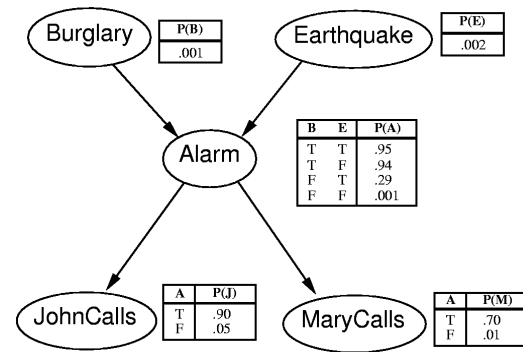 Burglary
P(B)
.001
Earthquake
P(E)
.002
Alarm
B E P(A)
T T .95
T F .94
F T .29
F F .001
JohnCalls
A P(J)
T .90
F .05
MaryCalls
A P(M)
T .70
F .01